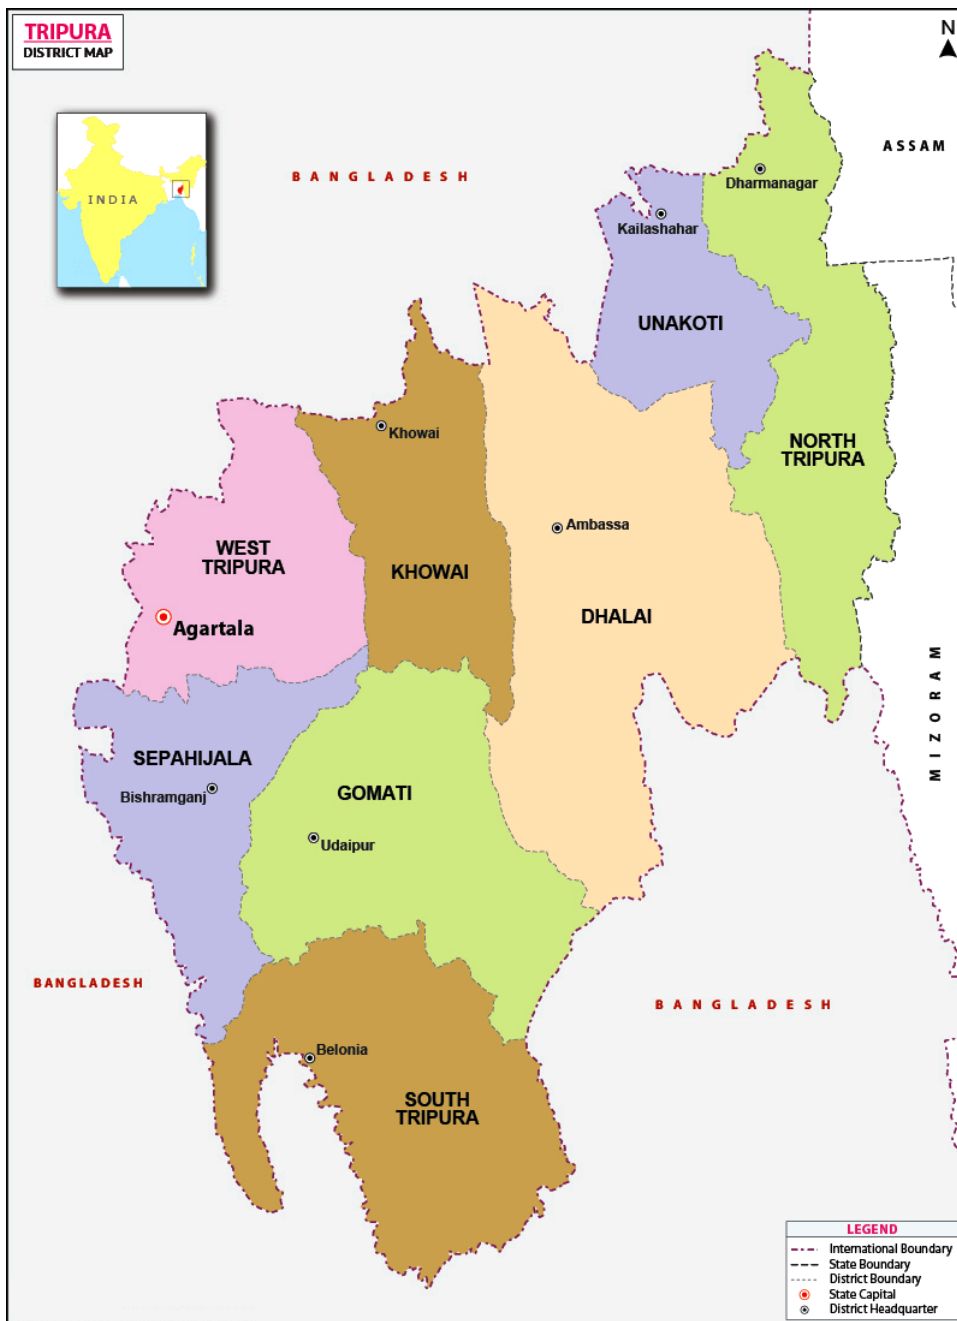 TRIPURA
DISTRICT MAP
N
ASSAM
INDIA
BANGLADESH
Dharmanagar
Kailashahar
UNAKOTI
Khowai
NORTH
TRIPURA
Ambassa
WEST
TRIPURA
KHOWAI
DHALAI
Agartala
MIZORAM
SEPAHIJALA
Bishramganj
GOMATI
Udaipur
BANGLADESH
BANGLADESH
Belonia
SOUTH
TRIPURA
LEGEND
International Boundary
State Boundary
District Boundary
State Capital
District Headquarter